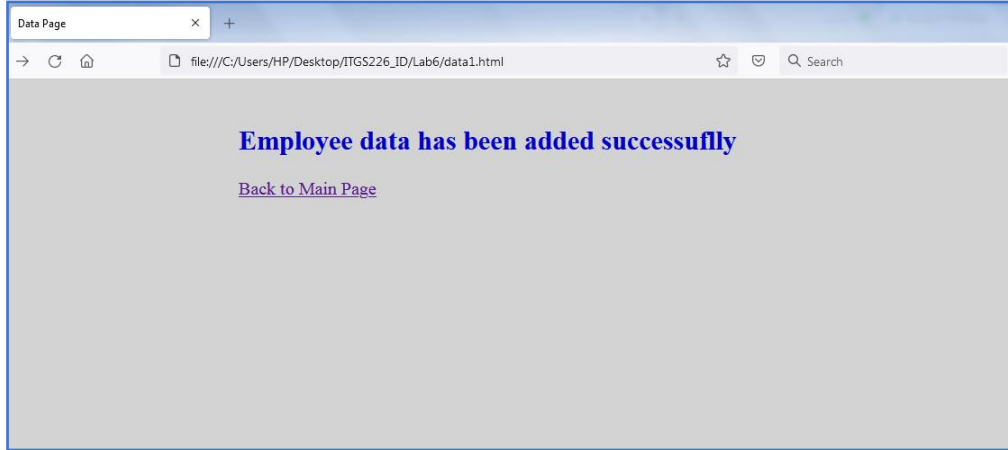 Data Page
file:///C:/Users/HP/Desktop/ITGS226_ID/Lab6/data1.html
Search
Employee data has been added successuflly
Back to Main Page